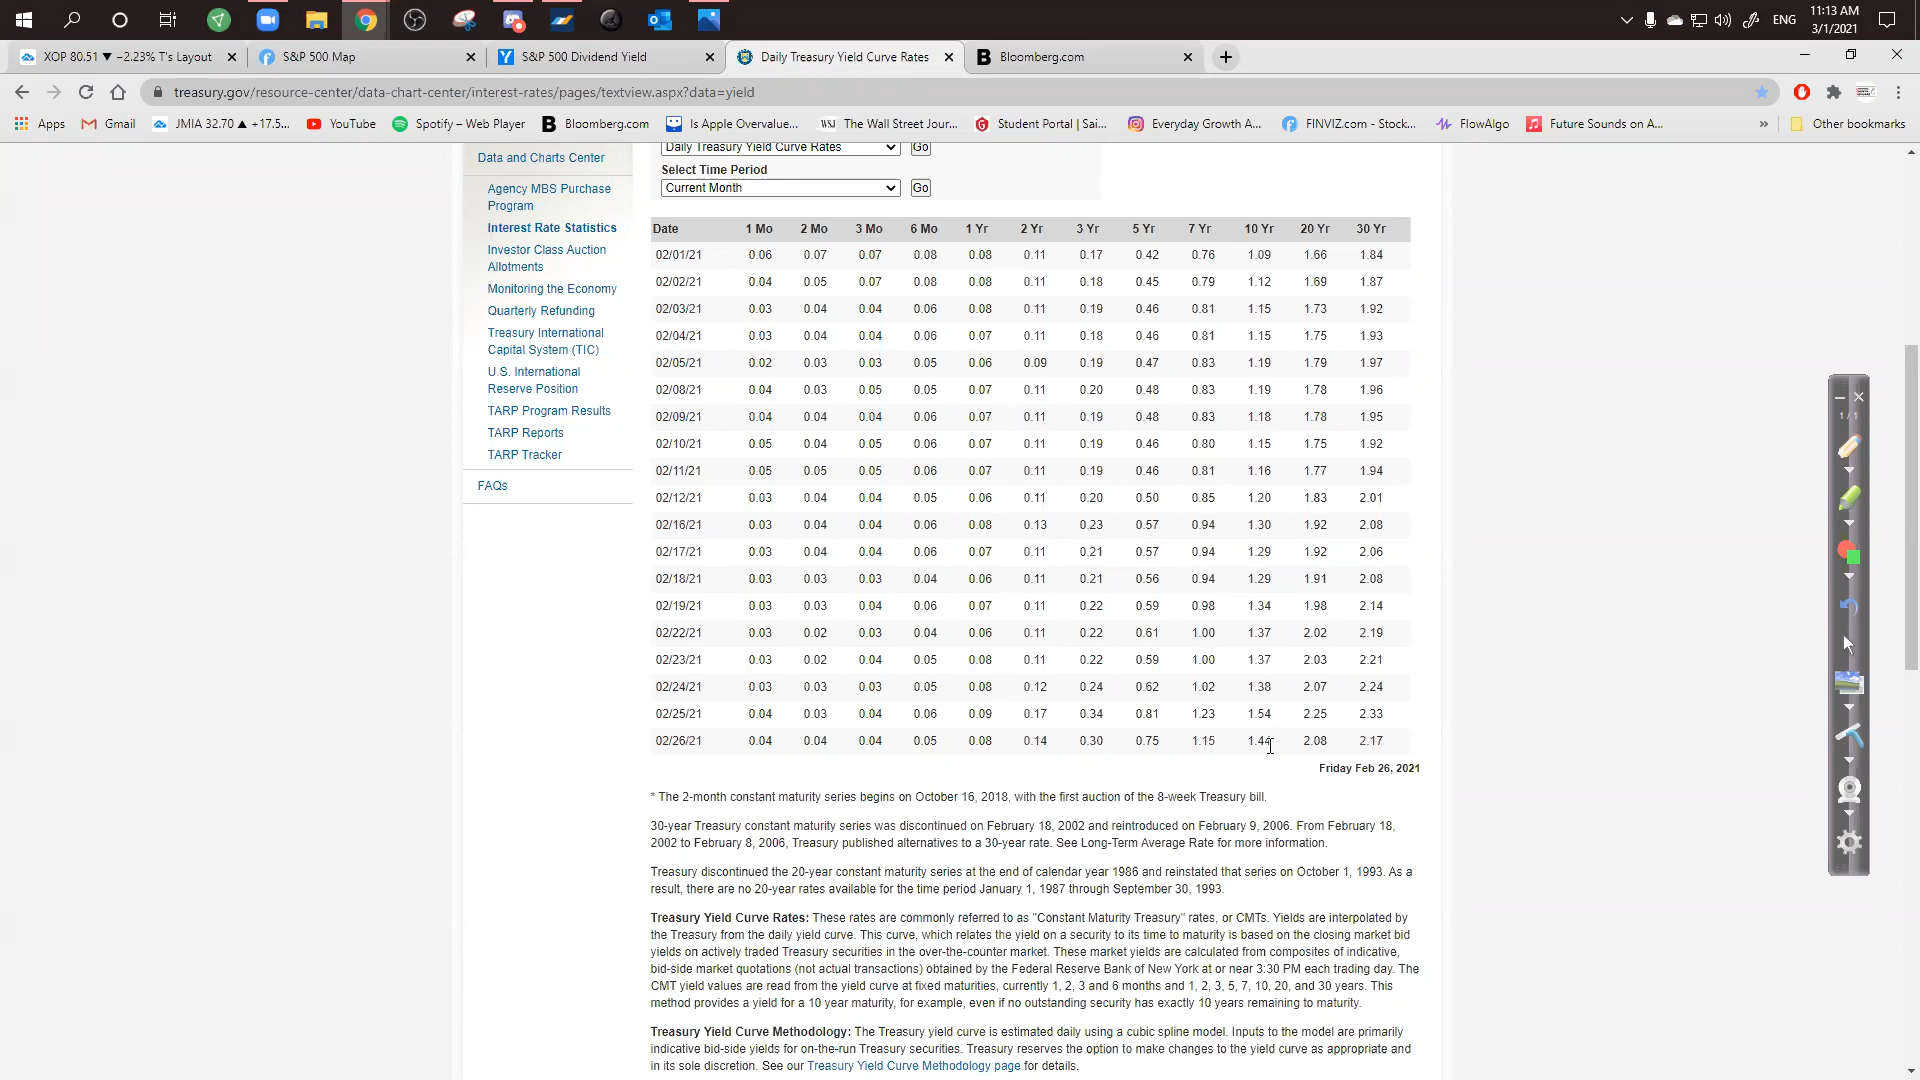 11:13 AM
ENG
3/1/2021
XOP 80.51 ▼ −2.23% T's Layout
S&P 500 Map
S&P 500 Dividend Yield
Daily Treasury Yield Curve Rates
Bloomberg.com
treasury.gov/resource-center/data-chart-center/interest-rates/pages/textview.aspx?data=yield
Apps Gmail JMIA 32.70 ▲ +17.5... YouTube Spotify – Web Player Bloomberg.com Is Apple Overvalue... The Wall Street Jour... Student Portal | Sai... Everyday Growth A... FINVIZ.com - Stock... FlowAlgo Future Sounds on A... » Other bookmarks
Data and Charts Center
Agency MBS Purchase
Program
Interest Rate Statistics
Investor Class Auction
Allotments
Monitoring the Economy
Quarterly Refunding
Treasury International
Capital System (TIC)
U.S. International
Reserve Position
TARP Program Results
TARP Reports
TARP Tracker
FAQs
Daily Treasury Yield Curve Rates Go
Select Time Period
Current Month Go
Date 1 Mo 2 Mo 3 Mo 6 Mo 1 Yr 2 Yr 3 Yr 5 Yr 7 Yr 10 Yr 20 Yr 30 Yr
02/01/21 0.06 0.07 0.07 0.08 0.08 0.11 0.17 0.42 0.76 1.09 1.66 1.84
02/02/21 0.04 0.05 0.07 0.08 0.08 0.11 0.18 0.45 0.79 1.12 1.69 1.87
02/03/21 0.03 0.04 0.04 0.06 0.08 0.11 0.19 0.46 0.81 1.15 1.73 1.92
02/04/21 0.03 0.04 0.04 0.06 0.07 0.11 0.18 0.46 0.81 1.15 1.75 1.93
02/05/21 0.02 0.03 0.03 0.05 0.06 0.09 0.19 0.47 0.83 1.19 1.79 1.97
02/08/21 0.04 0.03 0.05 0.05 0.07 0.11 0.20 0.48 0.83 1.19 1.78 1.96
02/09/21 0.04 0.04 0.04 0.06 0.07 0.11 0.19 0.48 0.83 1.18 1.78 1.95
02/10/21 0.05 0.04 0.05 0.06 0.07 0.11 0.19 0.46 0.80 1.15 1.75 1.92
02/11/21 0.05 0.05 0.05 0.06 0.07 0.11 0.19 0.46 0.81 1.16 1.77 1.94
02/12/21 0.03 0.04 0.04 0.05 0.06 0.11 0.20 0.50 0.85 1.20 1.83 2.01
02/16/21 0.03 0.04 0.04 0.06 0.08 0.13 0.23 0.57 0.94 1.30 1.92 2.08
02/17/21 0.03 0.04 0.04 0.06 0.07 0.11 0.21 0.57 0.94 1.29 1.92 2.06
02/18/21 0.03 0.03 0.03 0.04 0.06 0.11 0.21 0.56 0.94 1.29 1.91 2.08
02/19/21 0.03 0.03 0.04 0.06 0.07 0.11 0.22 0.59 0.98 1.34 1.98 2.14
02/22/21 0.03 0.02 0.03 0.04 0.06 0.11 0.22 0.61 1.00 1.37 2.02 2.19
02/23/21 0.03 0.02 0.04 0.05 0.08 0.11 0.22 0.59 1.00 1.37 2.03 2.21
02/24/21 0.03 0.03 0.03 0.05 0.08 0.12 0.24 0.62 1.02 1.38 2.07 2.24
02/25/21 0.04 0.03 0.04 0.06 0.09 0.17 0.34 0.81 1.23 1.54 2.25 2.33
02/26/21 0.04 0.04 0.04 0.05 0.08 0.14 0.30 0.75 1.15 1.44 2.08 2.17
Friday Feb 26, 2021
* The 2-month constant maturity series begins on October 16, 2018, with the first auction of the 8-week Treasury bill.
30-year Treasury constant maturity series was discontinued on February 18, 2002 and reintroduced on February 9, 2006. From February 18,
2002 to February 8, 2006, Treasury published alternatives to a 30-year rate. See Long-Term Average Rate for more information.
Treasury discontinued the 20-year constant maturity series at the end of calendar year 1986 and reinstated that series on October 1, 1993. As a
result, there are no 20-year rates available for the time period January 1, 1987 through September 30, 1993.
Treasury Yield Curve Rates: These rates are commonly referred to as "Constant Maturity Treasury" rates, or CMTs. Yields are interpolated by
the Treasury from the daily yield curve. This curve, which relates the yield on a security to its time to maturity is based on the closing market bid
yields on actively traded Treasury securities in the over-the-counter market. These market yields are calculated from composites of indicative,
bid-side market quotations (not actual transactions) obtained by the Federal Reserve Bank of New York at or near 3:30 PM each trading day. The
CMT yield values are read from the yield curve at fixed maturities, currently 1, 2, 3 and 6 months and 1, 2, 3, 5, 7, 10, 20, and 30 years. This
method provides a yield for a 10 year maturity, for example, even if no outstanding security has exactly 10 years remaining to maturity.
Treasury Yield Curve Methodology: The Treasury yield curve is estimated daily using a cubic spline model. Inputs to the model are primarily
indicative bid-side yields for on-the-run Treasury securities. Treasury reserves the option to make changes to the yield curve as appropriate and
in its sole discretion. See our Treasury Yield Curve Methodology page for details.
1 / 1